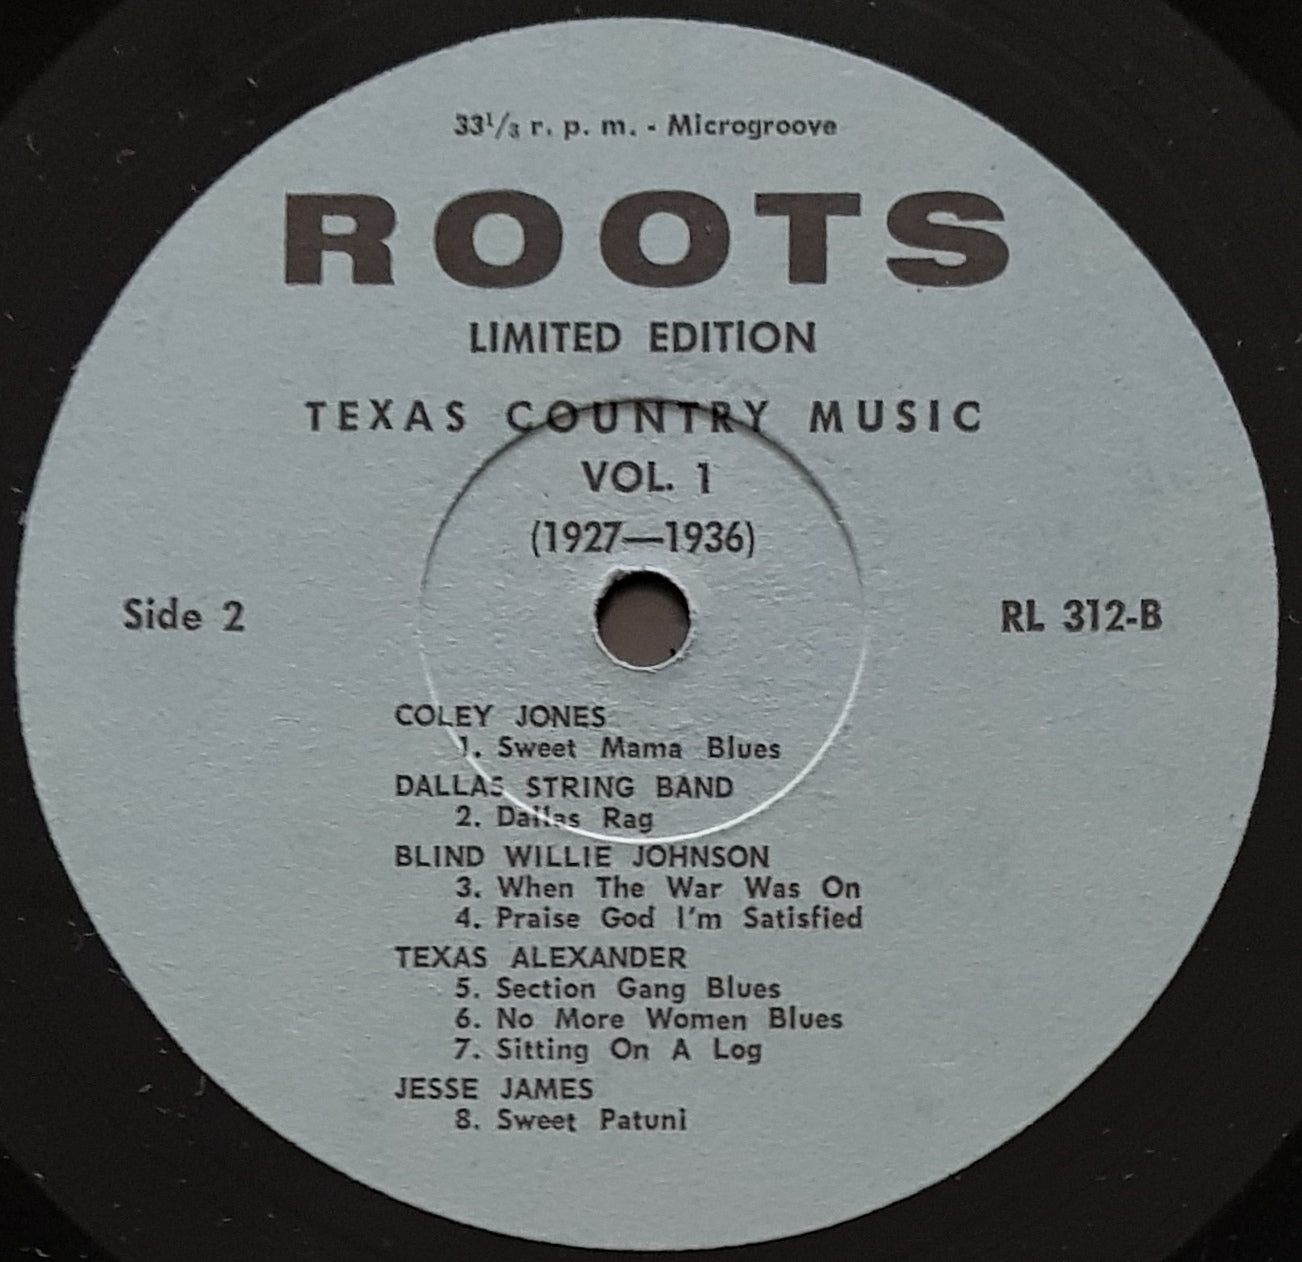 33 1/3 r. p. m. - Microgroove
ROOTS
LIMITED EDITION
TEXAS COUNTRY MUSIC
VOL. 1
(1927—1936)
Side 2
RL 312-B
COLEY JONES
1. Sweet Mama Blues
DALLAS STRING BAND
2. Dallas Rag
BLIND WILLIE JOHNSON
3. When The War Was On
4. Praise God I'm Satisfied
TEXAS ALEXANDER
5. Section Gang Blues
6. No More Women Blues
7. Sitting On A Log
JESSE JAMES
8. Sweet Patuni